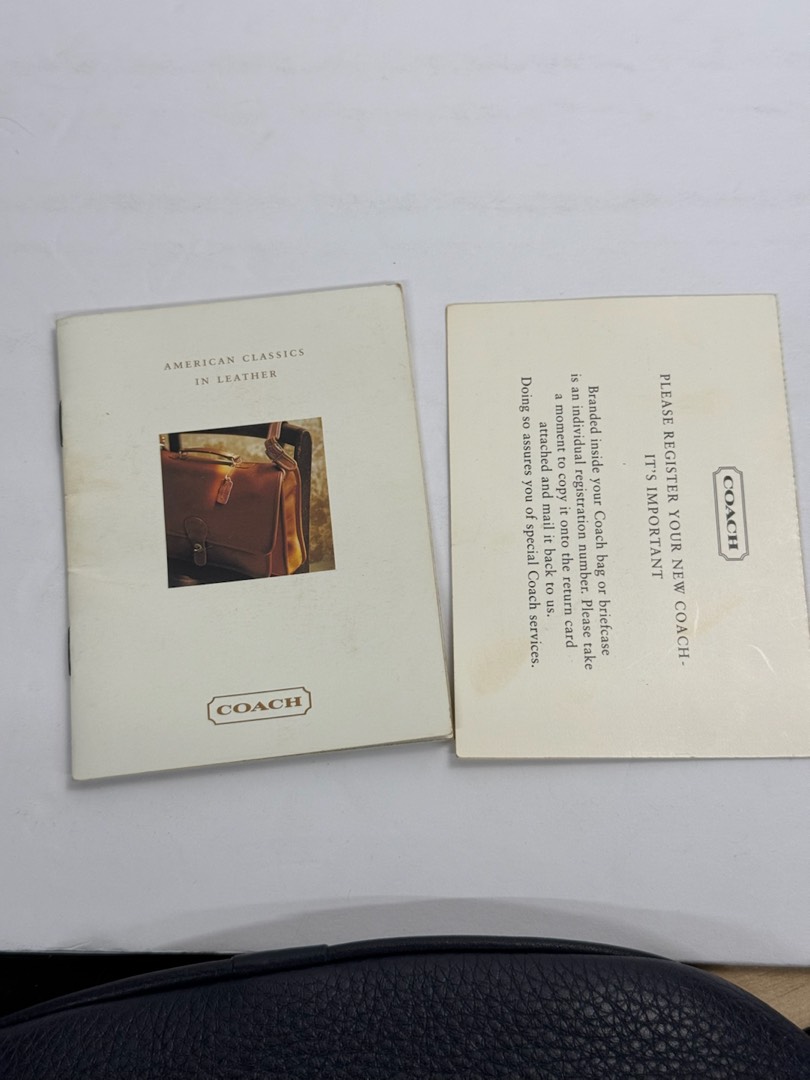 AMERICAN CLASSICS
IN LEATHER
COACH
COACH
PLEASE REGISTER YOUR NEW COACH-
IT'S IMPORTANT
Branded inside your Coach bag or briefcase
is an individual registration number. Please take
a moment to copy it onto the return card
attached and mail it back to us.
Doing so assures you of special Coach services.